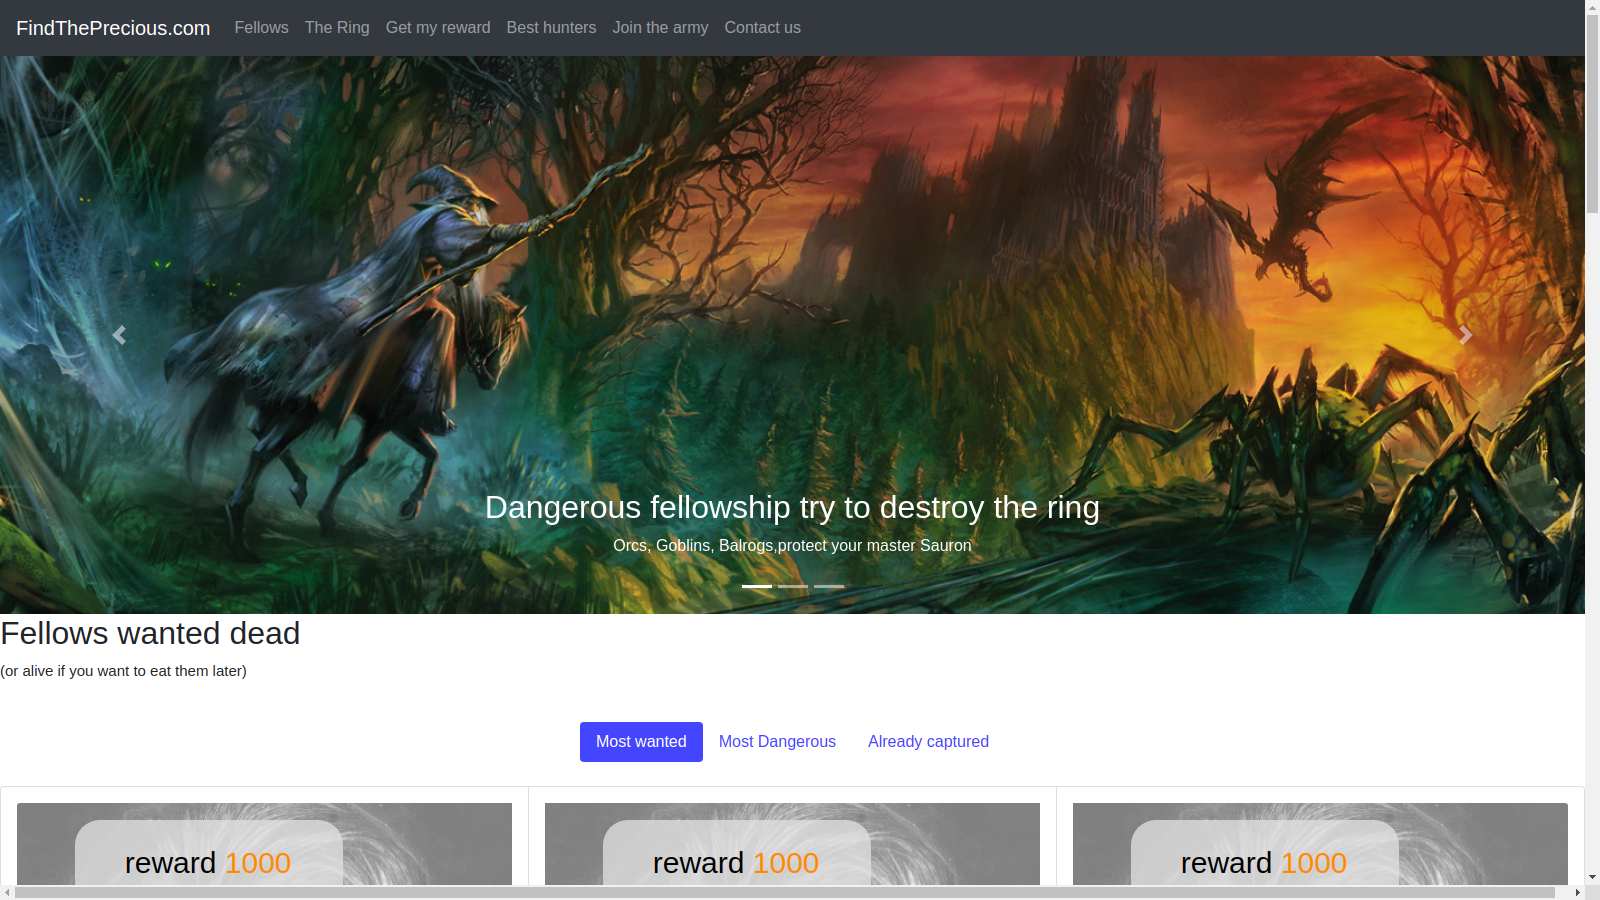 FindThePrecious.com Fellows The Ring Get my reward Best hunters Join the army Contact us
Dangerous fellowship try to destroy the ring
Orcs, Goblins, Balrogs,protect your master Sauron
Fellows wanted dead
(or alive if you want to eat them later)
Most wanted Most Dangerous Already captured
reward 1000 reward 1000 reward 1000